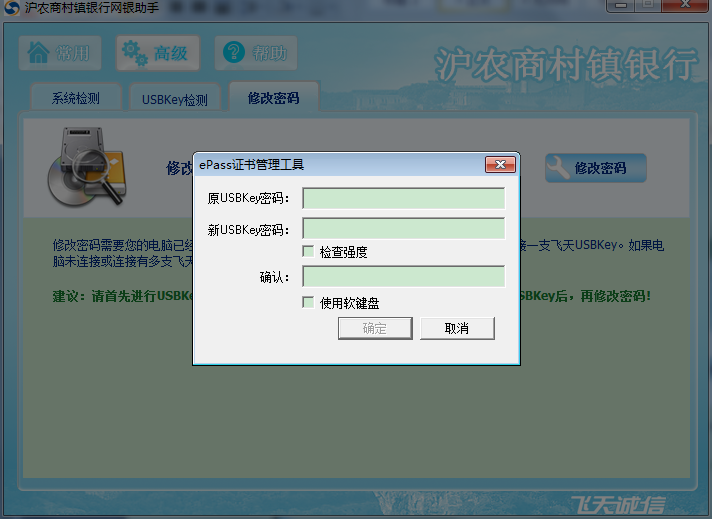 沪农商村镇银行网银助手
常用
高级
帮助
沪农商村镇银行
系统检测
USBKey检测
修改密码
修改
修改密码
ePass证书管理工具
原USBKey密码：
新USBKey密码：
检查强度
确认：
使用软键盘
确定
取消
修改密码需要您的电脑已经
接一支飞天USBKey。如果电
脑未连接或连接有多支飞天
建议：请首先进行USBKe
SBKey后，再修改密码!
飞天诚信